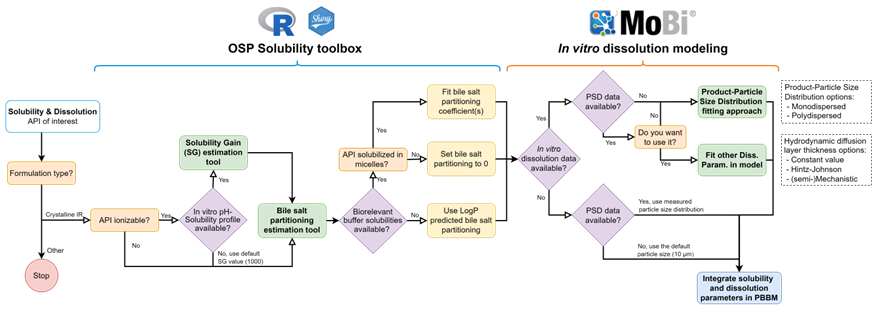 R
Shiny
MoBi®
OSP Solubility toolbox
In vitro dissolution modeling
Solubility & Dissolution
API of interest
Formulation type?
Crystalline IR
Other
Stop
API ionizable?
Yes
No
Solubility Gain
(SG) estimation
tool
Yes
In vitro pH-
Solubility profile
available?
No, use default
SG value (1000)
Bile salt
partitioning
estimation tool
Fit bile salt
partitioning
coefficient(s)
Yes
API solubilized in
micelles?
No
Set bile salt
partitioning to 0
Yes
Biorelevant
buffer solubilities
available?
No
Use LogP
predicted bile salt
partitioning
In vitro
dissolution data
available?
Yes
No
PSD data
available?
No
Yes
No
Do you want
to use it?
Yes
Product-Particle
Size Distribution
fitting approach
Fit other Diss.
Param. in model
Product-Particle Size
Distribution options:
- Monodispersed
- Polydispersed
Hydrodynamic diffusion
layer thickness options:
- Constant value
- Hintz-Johnson
- (semi-)Mechanistic
PSD data
available?
Yes, use measured
particle size distribution
No, use the default
particle size (10 µm)
Integrate solubility
and dissolution
parameters in PBBM